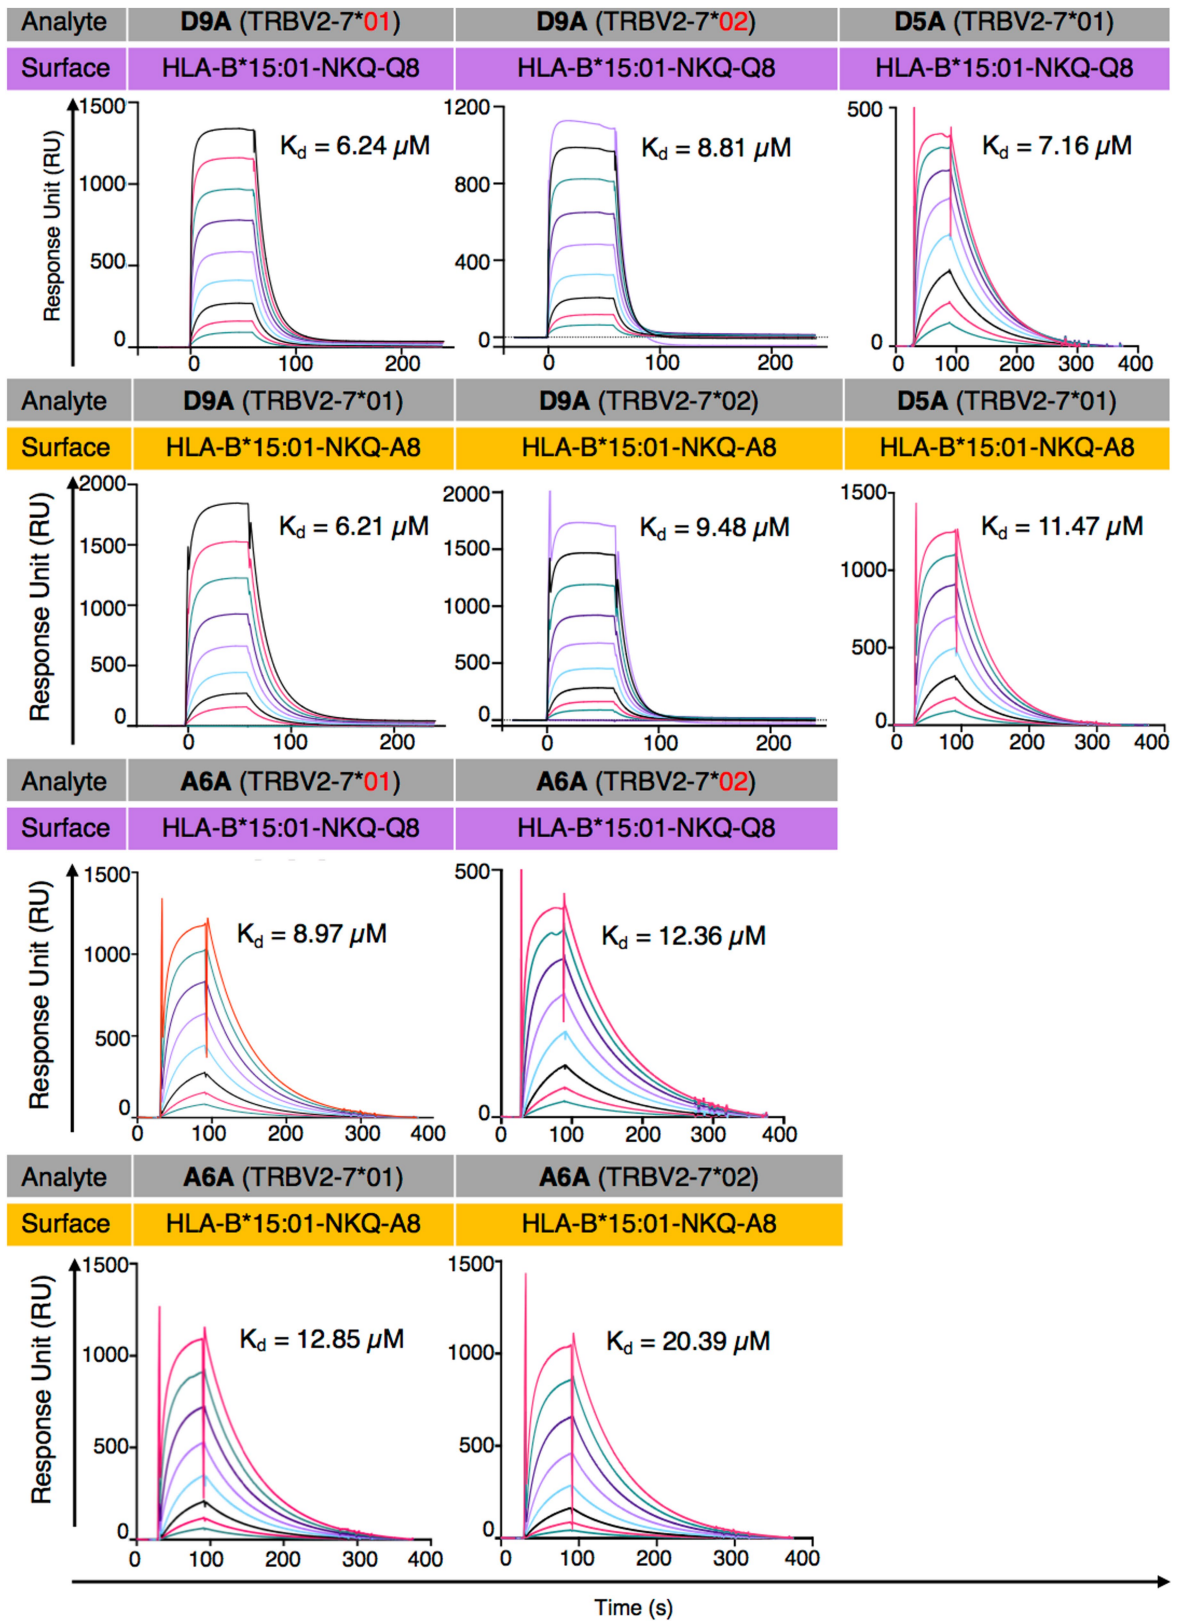 Analyte D9A (TRBV2-7*01) D9A (TRBV2-7*02) D5A (TRBV2-7*01)
Surface HLA-B*15:01-NKQ-Q8 HLA-B*15:01-NKQ-Q8 HLA-B*15:01-NKQ-Q8
Response Unit (RU)
1500
1000
500
0
0 100 200
Kd = 6.24 µM
1200
800
400
0
0 100 200
Kd = 8.81 µM
500
0
0 100 200 300 400
Kd = 7.16 µM
Analyte D9A (TRBV2-7*01) D9A (TRBV2-7*02) D5A (TRBV2-7*01)
Surface HLA-B*15:01-NKQ-A8 HLA-B*15:01-NKQ-A8 HLA-B*15:01-NKQ-A8
Response Unit (RU)
2000
1500
1000
500
0
0 100 200
Kd = 6.21 µM
2000
1500
1000
500
0
0 100 200
Kd = 9.48 µM
1500
1000
500
0
0 100 200 300 400
Kd = 11.47 µM
Analyte A6A (TRBV2-7*01) A6A (TRBV2-7*02)
Surface HLA-B*15:01-NKQ-Q8 HLA-B*15:01-NKQ-Q8
Response Unit (RU)
1500
1000
500
0
0 100 200 300 400
Kd = 8.97 µM
500
0
0 100 200 300 400
Kd = 12.36 µM
Analyte A6A (TRBV2-7*01) A6A (TRBV2-7*02)
Surface HLA-B*15:01-NKQ-A8 HLA-B*15:01-NKQ-A8
Response Unit (RU)
1500
1000
500
0
0 100 200 300 400
Kd = 12.85 µM
1500
1000
500
0
0 100 200 300 400
Kd = 20.39 µM
Time (s)